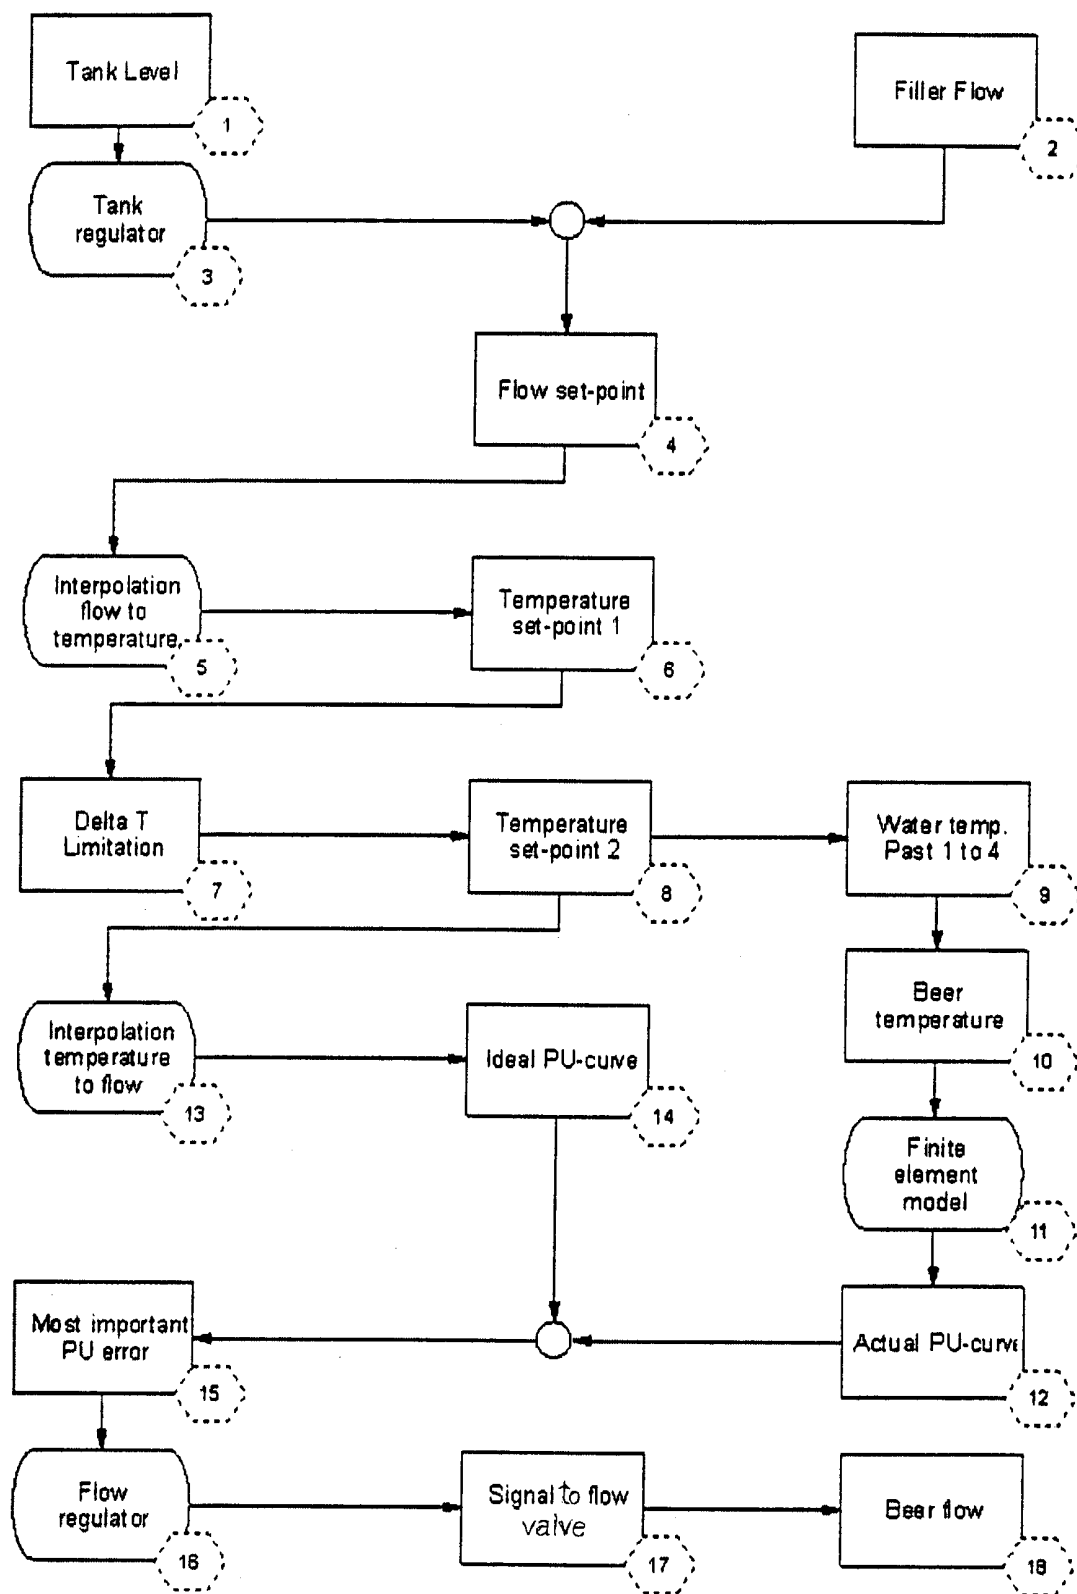 Tank Level
1
Filler Flow
2
Tank
regulator
3
Flow set-point
4
Interpolation
flow to
temperature
5
Temperature
set-point 1
6
Delta T
Limitation
7
Temperature
set-point 2
8
Water temp.
Past 1 to 4
9
Beer
temperature
10
Interpolation
temperature
to flow
13
Ideal PU-curve
14
Finite
element
model
11
Most important
PU error
15
Actual PU-curve
12
Flow
regulator
16
Signal to flow
valve
17
Beer flow
18